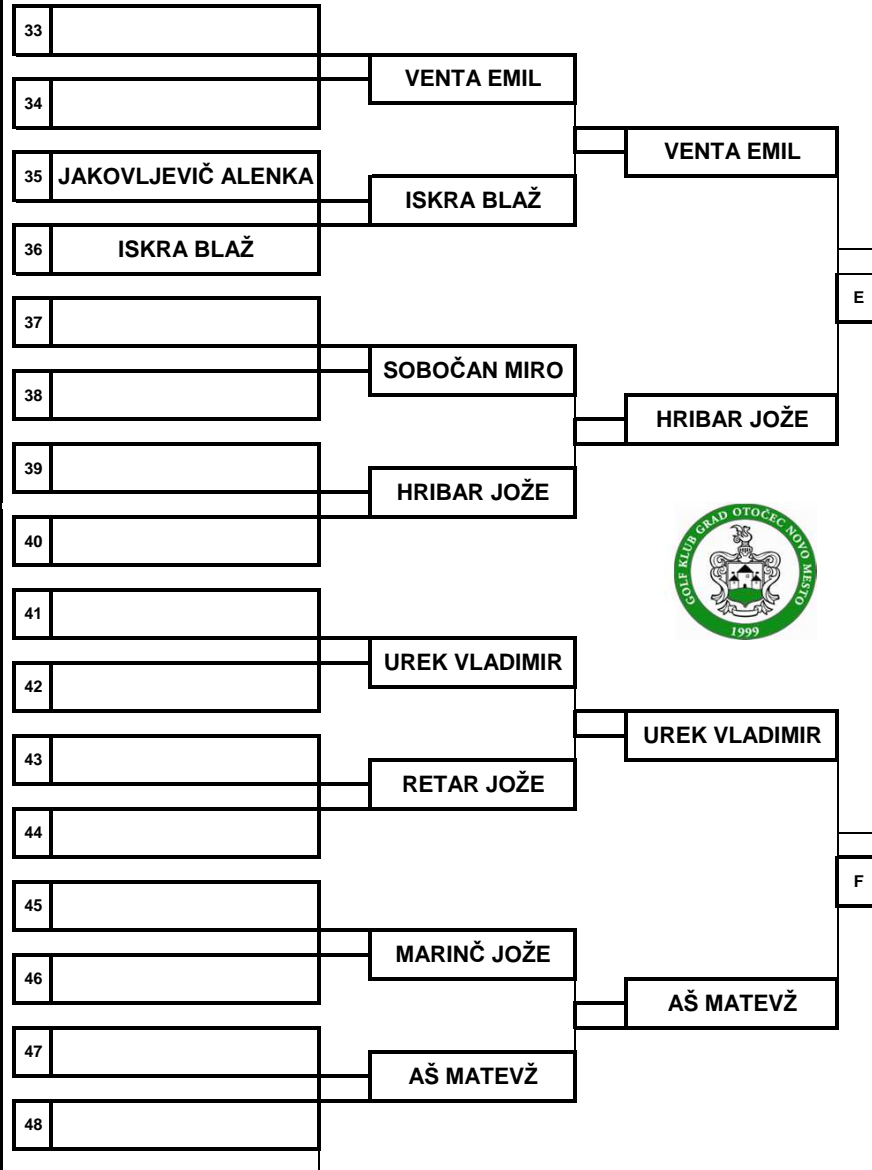 33
VENTA EMIL
34
VENTA EMIL
35 JAKOVLJEVIČ ALENKA
ISKRA BLAŽ
36 ISKRA BLAŽ
E
37
SOBOČAN MIRO
38
HRIBAR JOŽE
39
HRIBAR JOŽE
40
GOLF KLUB GRAD OTOČEC NOVO MESTO
1999
41
UREK VLADIMIR
42
UREK VLADIMIR
43
RETAR JOŽE
44
F
45
MARINČ JOŽE
46
AŠ MATEVŽ
47
AŠ MATEVŽ
48